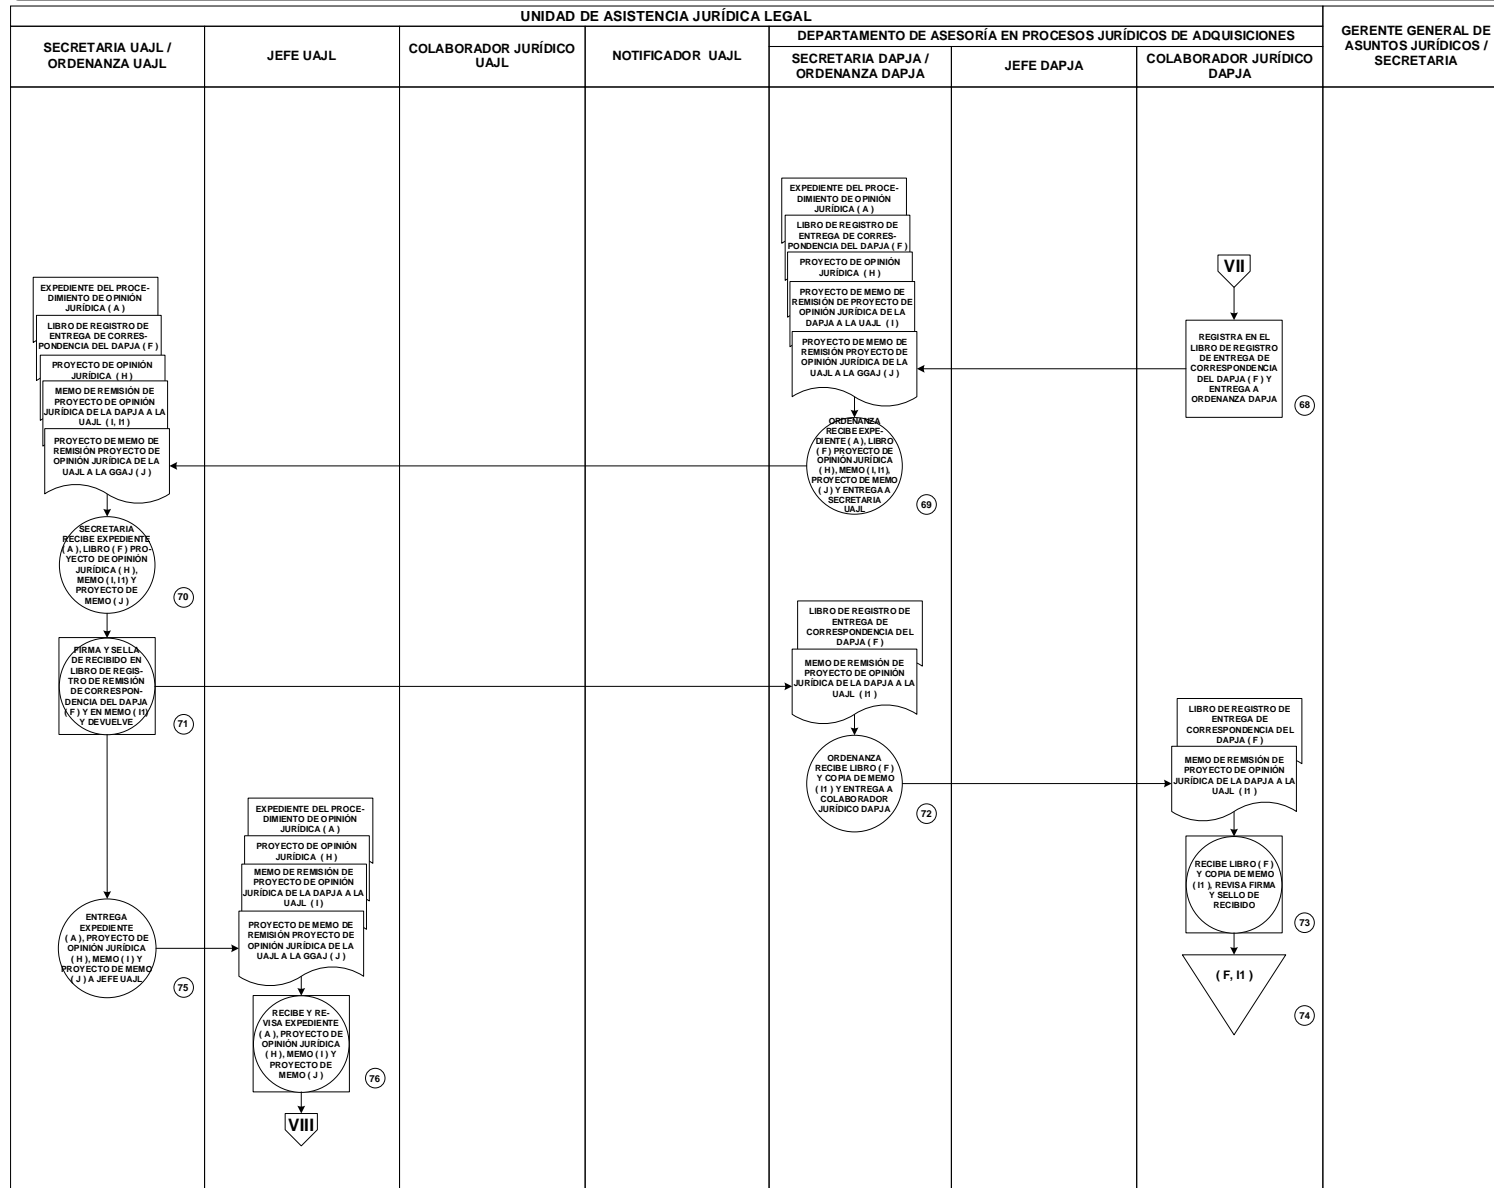 UNIDAD DE ASISTENCIA JURÍDICA LEGAL
GERENTE GENERAL DE
ASUNTOS JURÍDICOS /
SECRETARIA
DEPARTAMENTO DE ASESORÍA EN PROCESOS JURÍDICOS DE ADQUISICIONES
SECRETARIA UAJL /
ORDENANZA UAJL
JEFE UAJL
COLABORADOR JURÍDICO
UAJL
NOTIFICADOR UAJL
SECRETARIA DAPJA /
ORDENANZA DAPJA
JEFE DAPJA
COLABORADOR JURÍDICO
DAPJA
VII
REGISTRA EN EL
LIBRO DE REGISTRO
DE ENTREGA DE
CORRESPONDENCIA
DEL DAPJA ( F ) Y
ENTREGA A
ORDENANZA DAPJA
68
EXPEDIENTE DEL PROCE-
DIMIENTO DE OPINIÓN
JURÍDICA ( A )
LIBRO DE REGISTRO DE
ENTREGA DE CORRES-
PONDENCIA DEL DAPJA ( F )
PROYECTO DE OPINIÓN
JURÍDICA ( H )
PROYECTO DE MEMO DE
REMISIÓN DE PROYECTO DE
OPINIÓN JURÍDICA DE LA
DAPJA A LA UAJL ( I )
PROYECTO DE MEMO DE
REMISIÓN PROYECTO DE
OPINIÓN JURÍDICA DE LA
UAJL A LA GGAJ ( J )
ORDENANZA
RECIBE EXPE-
DIENTE ( A ), LIBRO
( F ) PROYECTO DE
OPINIÓN JURÍDICA
( H ), MEMO ( I, I1),
PROYECTO DE MEMO
( J ) Y ENTREGA A
SECRETARIA
UAJL
69
EXPEDIENTE DEL PROCE-
DIMIENTO DE OPINIÓN
JURÍDICA ( A )
LIBRO DE REGISTRO DE
ENTREGA DE CORRES-
PONDENCIA DEL DAPJA ( F )
PROYECTO DE OPINIÓN
JURÍDICA ( H )
MEMO DE REMISIÓN DE
PROYECTO DE OPINIÓN
JURÍDICA DE LA DAPJA A LA
UAJL ( I, I1 )
PROYECTO DE MEMO DE
REMISIÓN PROYECTO DE
OPINIÓN JURÍDICA DE LA
UAJL A LA GGAJ ( J )
SECRETARIA
RECIBE EXPEDIENTE
( A ), LIBRO ( F ) PRO-
YECTO DE OPINIÓN
JURÍDICA ( H ),
MEMO ( I, I1) Y
PROYECTO DE
MEMO ( J )
70
FIRMA Y SELLA
DE RECIBIDO EN
LIBRO DE REGIS-
TRO DE REMISIÓN
DE CORRESPON-
DENCIA DEL DAPJA
( F ) Y EN MEMO ( I1)
Y DEVUELVE
71
LIBRO DE REGISTRO DE
ENTREGA DE
CORRESPONDENCIA DEL
DAPJA ( F )
MEMO DE REMISIÓN DE
PROYECTO DE OPINIÓN
JURÍDICA DE LA DAPJA A LA
UAJL ( I1 )
ORDENANZA
RECIBE LIBRO ( F )
Y COPIA DE MEMO
( I1 ) Y ENTREGA A
COLABORADOR
JURÍDICO DAPJA
72
LIBRO DE REGISTRO DE
ENTREGA DE
CORRESPONDENCIA DEL
DAPJA ( F )
MEMO DE REMISIÓN DE
PROYECTO DE OPINIÓN
JURÍDICA DE LA DAPJA A LA
UAJL ( I1 )
RECIBE LIBRO ( F )
Y COPIA DE MEMO
( I1 ), REVISA FIRMA
Y SELLO DE
RECIBIDO
73
( F, I1 )
74
ENTREGA
EXPEDIENTE
( A ), PROYECTO DE
OPINIÓN JURÍDICA
( H ), MEMO ( I ) Y
PROYECTO DE MEMO
( J ) A JEFE UAJL
75
EXPEDIENTE DEL PROCE-
DIMIENTO DE OPINIÓN
JURÍDICA ( A )
PROYECTO DE OPINIÓN
JURÍDICA ( H )
MEMO DE REMISIÓN DE
PROYECTO DE OPINIÓN
JURÍDICA DE LA DAPJA A LA
UAJL ( I )
PROYECTO DE MEMO DE
REMISIÓN PROYECTO DE
OPINIÓN JURÍDICA DE LA
UAJL A LA GGAJ ( J )
RECIBE Y RE-
VISA EXPEDIENTE
( A ), PROYECTO DE
OPINIÓN JURÍDICA
( H ), MEMO ( I ) Y
PROYECTO DE
MEMO ( J )
76
VIII